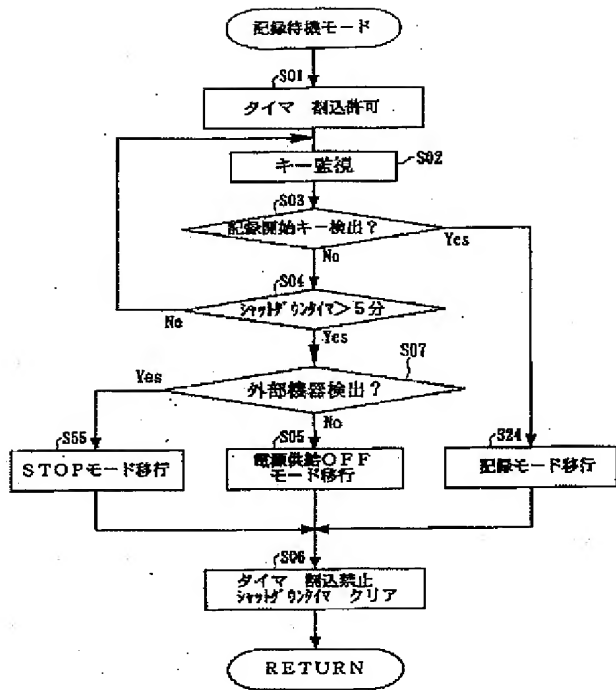 記録待機モード
S01
タイマ 割込許可
S02
キー監視
S03
記録開始キー検出?
Yes
No
S04
シャットダウンタイマ>5分
No
Yes
S07
外部機器検出?
Yes
No
S55
STOPモード移行
S05
電源供給OFF
モード移行
S24
記録モード移行
S06
タイマ 割込禁止
シャットダウンタイマ クリア
RETURN